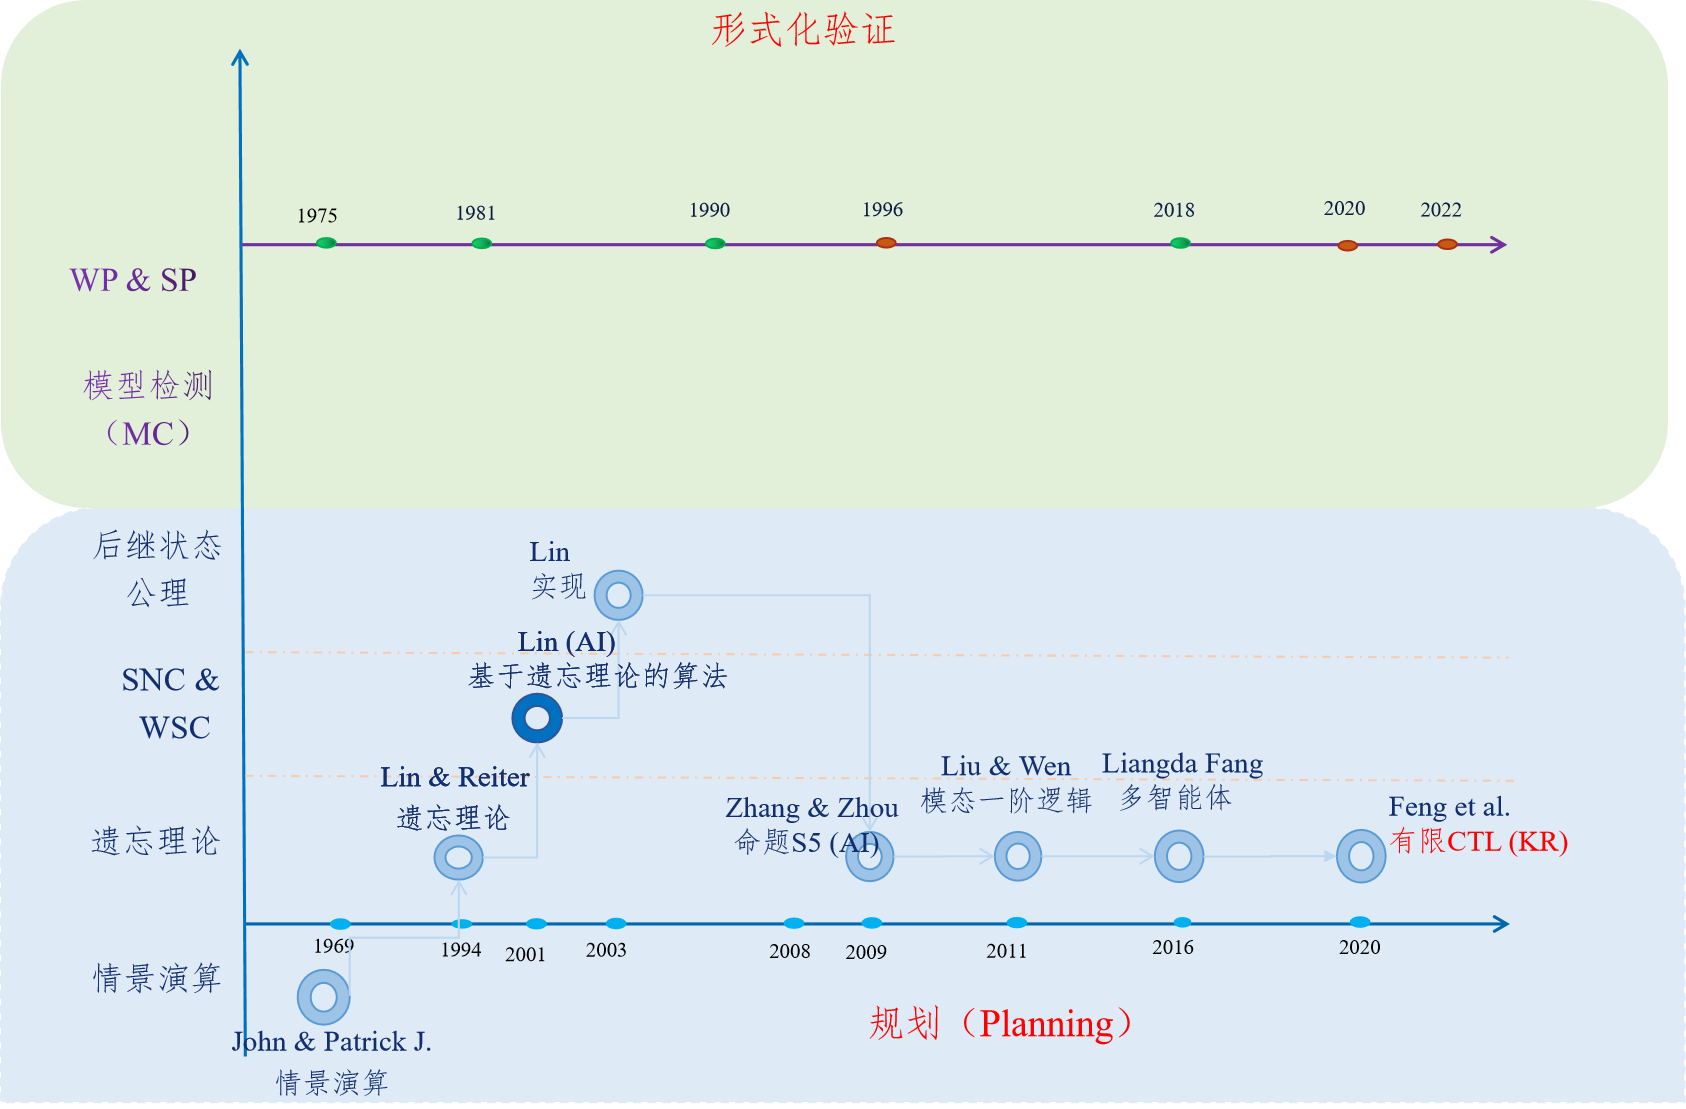 形式化验证
1975
1981
1990
1996
2018
2020
2022
WP & SP
模型检测
（MC）
后继状态
公理
Lin
实现
Lin (AI)
基于遗忘理论的算法
SNC &
WSC
Lin & Reiter
遗忘理论
Zhang & Zhou
命题S5 (AI)
Liu & Wen
模态一阶逻辑
Liangda Fang
多智能体
Feng et al.
有限CTL (KR)
遗忘理论
1969
1994
2001
2003
2008
2009
2011
2016
2020
情景演算
John & Patrick J.
情景演算
规划（Planning）